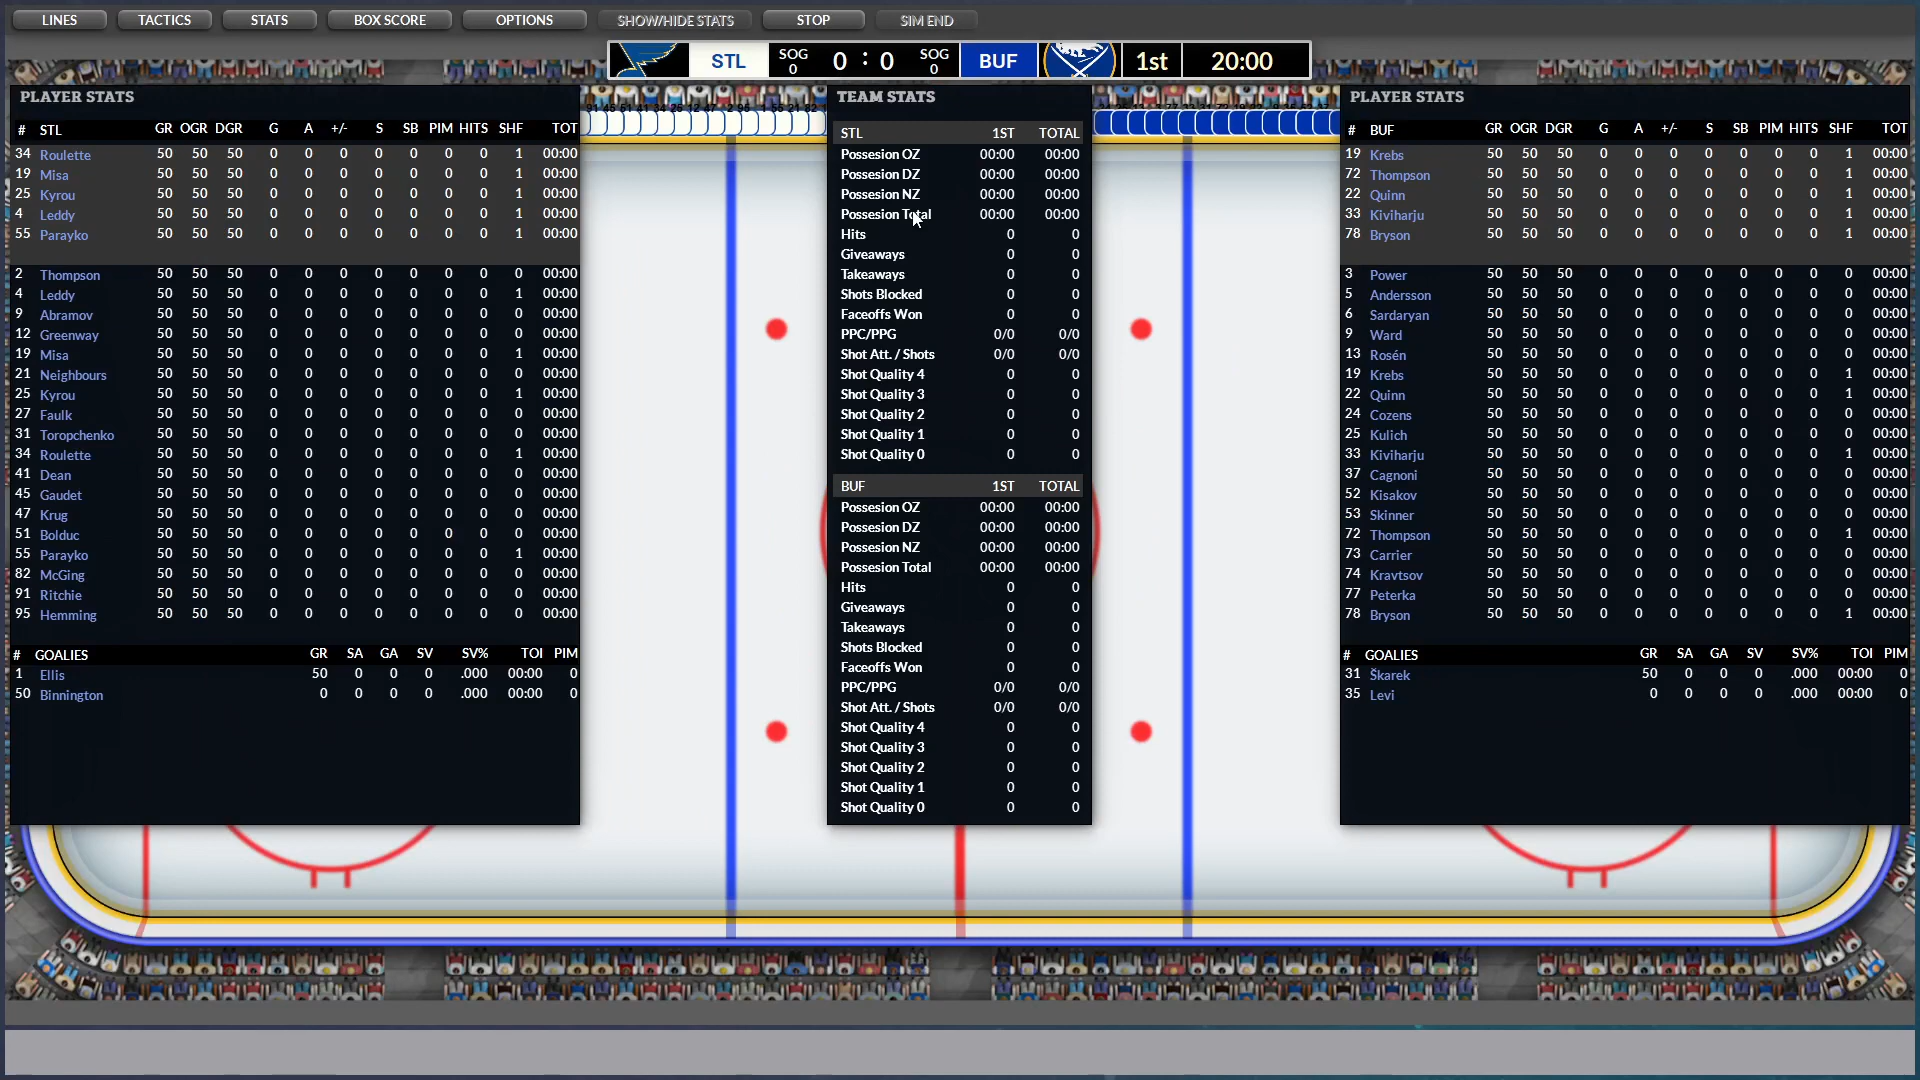 LINES TACTICS STATS BOX SCORE OPTIONS SHOW/HIDE STATS STOP SIM END
STL SOG 0 0 : 0 SOG 0 BUF 1st 20:00
PLAYER STATS
# STL GR OGR DGR G A +/- S SB PIM HITS SHF TOT
34 Roulette 50 50 50 0 0 0 0 0 0 0 1 00:00
19 Misa 50 50 50 0 0 0 0 0 0 0 1 00:00
25 Kyrou 50 50 50 0 0 0 0 0 0 0 1 00:00
4 Leddy 50 50 50 0 0 0 0 0 0 0 1 00:00
55 Parayko 50 50 50 0 0 0 0 0 0 0 1 00:00
2 Thompson 50 50 50 0 0 0 0 0 0 0 0 00:00
4 Leddy 50 50 50 0 0 0 0 0 0 0 1 00:00
9 Abramov 50 50 50 0 0 0 0 0 0 0 0 00:00
12 Greenway 50 50 50 0 0 0 0 0 0 0 0 00:00
19 Misa 50 50 50 0 0 0 0 0 0 0 1 00:00
21 Neighbours 50 50 50 0 0 0 0 0 0 0 0 00:00
25 Kyrou 50 50 50 0 0 0 0 0 0 0 1 00:00
27 Faulk 50 50 50 0 0 0 0 0 0 0 0 00:00
31 Toropchenko 50 50 50 0 0 0 0 0 0 0 0 00:00
34 Roulette 50 50 50 0 0 0 0 0 0 0 1 00:00
41 Dean 50 50 50 0 0 0 0 0 0 0 0 00:00
45 Gaudet 50 50 50 0 0 0 0 0 0 0 0 00:00
47 Krug 50 50 50 0 0 0 0 0 0 0 0 00:00
51 Bolduc 50 50 50 0 0 0 0 0 0 0 0 00:00
55 Parayko 50 50 50 0 0 0 0 0 0 0 1 00:00
82 McGing 50 50 50 0 0 0 0 0 0 0 0 00:00
91 Ritchie 50 50 50 0 0 0 0 0 0 0 0 00:00
95 Hemming 50 50 50 0 0 0 0 0 0 0 0 00:00
# GOALIES GR SA GA SV SV% TOI PIM
1 Ellis 50 0 0 0 .000 00:00 0
50 Binnington 0 0 0 0 .000 00:00 0
TEAM STATS
STL 1ST TOTAL
Possesion OZ 00:00 00:00
Possesion DZ 00:00 00:00
Possesion NZ 00:00 00:00
Possesion Total 00:00 00:00
Hits 0 0
Giveaways 0 0
Takeaways 0 0
Shots Blocked 0 0
Faceoffs Won 0 0
PPC/PPG 0/0 0/0
Shot Att. / Shots 0/0 0/0
Shot Quality 4 0 0
Shot Quality 3 0 0
Shot Quality 2 0 0
Shot Quality 1 0 0
Shot Quality 0 0 0
BUF 1ST TOTAL
Possesion OZ 00:00 00:00
Possesion DZ 00:00 00:00
Possesion NZ 00:00 00:00
Possesion Total 00:00 00:00
Hits 0 0
Giveaways 0 0
Takeaways 0 0
Shots Blocked 0 0
Faceoffs Won 0 0
PPC/PPG 0/0 0/0
Shot Att. / Shots 0/0 0/0
Shot Quality 4 0 0
Shot Quality 3 0 0
Shot Quality 2 0 0
Shot Quality 1 0 0
Shot Quality 0 0 0
PLAYER STATS
# BUF GR OGR DGR G A +/- S SB PIM HITS SHF TOT
19 Krebs 50 50 50 0 0 0 0 0 0 0 1 00:00
72 Thompson 50 50 50 0 0 0 0 0 0 0 1 00:00
22 Quinn 50 50 50 0 0 0 0 0 0 0 1 00:00
33 Kiviharju 50 50 50 0 0 0 0 0 0 0 1 00:00
78 Bryson 50 50 50 0 0 0 0 0 0 0 1 00:00
3 Power 50 50 50 0 0 0 0 0 0 0 0 00:00
5 Andersson 50 50 50 0 0 0 0 0 0 0 0 00:00
6 Sardaryan 50 50 50 0 0 0 0 0 0 0 0 00:00
9 Ward 50 50 50 0 0 0 0 0 0 0 0 00:00
13 Rosén 50 50 50 0 0 0 0 0 0 0 0 00:00
19 Krebs 50 50 50 0 0 0 0 0 0 0 1 00:00
22 Quinn 50 50 50 0 0 0 0 0 0 0 1 00:00
24 Cozens 50 50 50 0 0 0 0 0 0 0 0 00:00
25 Kulich 50 50 50 0 0 0 0 0 0 0 0 00:00
33 Kiviharju 50 50 50 0 0 0 0 0 0 0 1 00:00
37 Cagnoni 50 50 50 0 0 0 0 0 0 0 0 00:00
52 Kisakov 50 50 50 0 0 0 0 0 0 0 0 00:00
53 Skinner 50 50 50 0 0 0 0 0 0 0 0 00:00
72 Thompson 50 50 50 0 0 0 0 0 0 0 1 00:00
73 Carrier 50 50 50 0 0 0 0 0 0 0 0 00:00
74 Kravtsov 50 50 50 0 0 0 0 0 0 0 0 00:00
77 Peterka 50 50 50 0 0 0 0 0 0 0 0 00:00
78 Bryson 50 50 50 0 0 0 0 0 0 0 1 00:00
# GOALIES GR SA GA SV SV% TOI PIM
31 Škarek 50 0 0 0 .000 00:00 0
35 Levi 0 0 0 0 .000 00:00 0